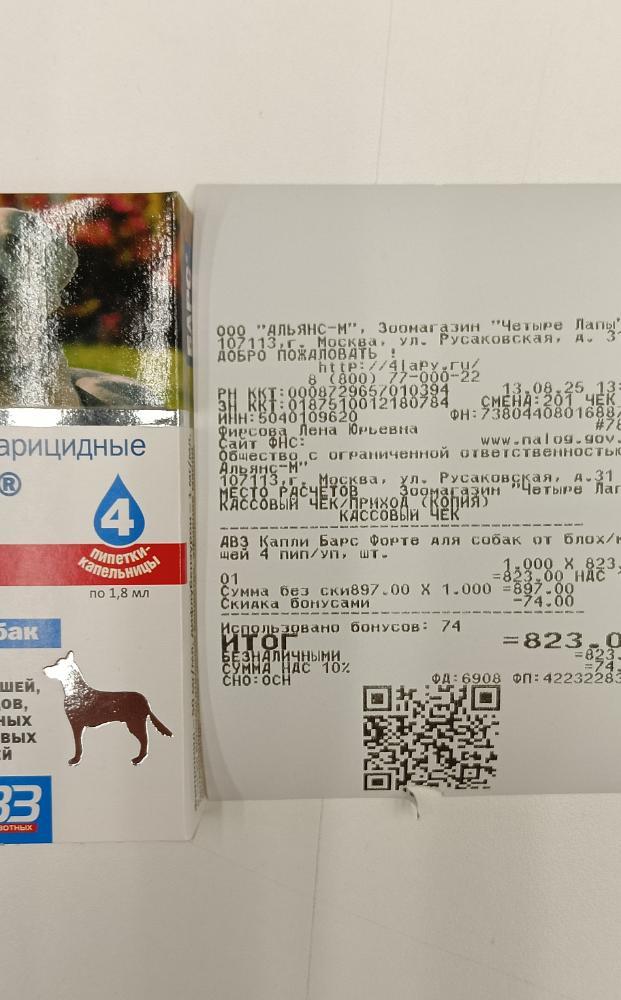 БАРС
арицидные
®
4
пипетки-
капельницы
по 1,8 мл
бак
шей,
ов,
ных
вых
й
ВЗ
вотных
ООО "АЛЬЯНС-М", Зоомагазин "Четыре Лапы"
107113,г. Москва, ул. Русаковская, д. 3
ДОБРО ПОЖАЛОВАТЬ !
http://4lapy.ru/
8 (800) 77-000-22
РН ККТ:0008729657010394 13.08.25 13:
ЗН ККТ:0187510012180784 СМЕНА:201 ЧЕК
ИНН:5040109620 ФН:738044080168
Фирсова Лена Юрьевна #78
Сайт ФНС: www.nalog.gov.
Общество с ограниченной ответственностью
Альянс-М"
107113,г. Москва, ул. Русаковская, д.31
МЕСТО РАСЧЕТОВ Зоомагазин "Четыре Лап
КАССОВЫЙ ЧЕК/ПРИХОД (КОПИЯ)
КАССОВЫЙ ЧЕК
АВЗ Капли Барс Форте для собак от блох/к
щей 4 пип/уп, шт.
1.000 X 823.
01 =823.00 НДС
Сумма без ски897.00 X 1.000 =897.00
Скидка бонусами -74.00
Использовано бонусов: 74
ИТОГ =823.0
БЕЗНАЛИЧНЫМИ =823.
СУММА НДС 10% =74.
СНО:ОСН ФД:6908 ФП:42232283